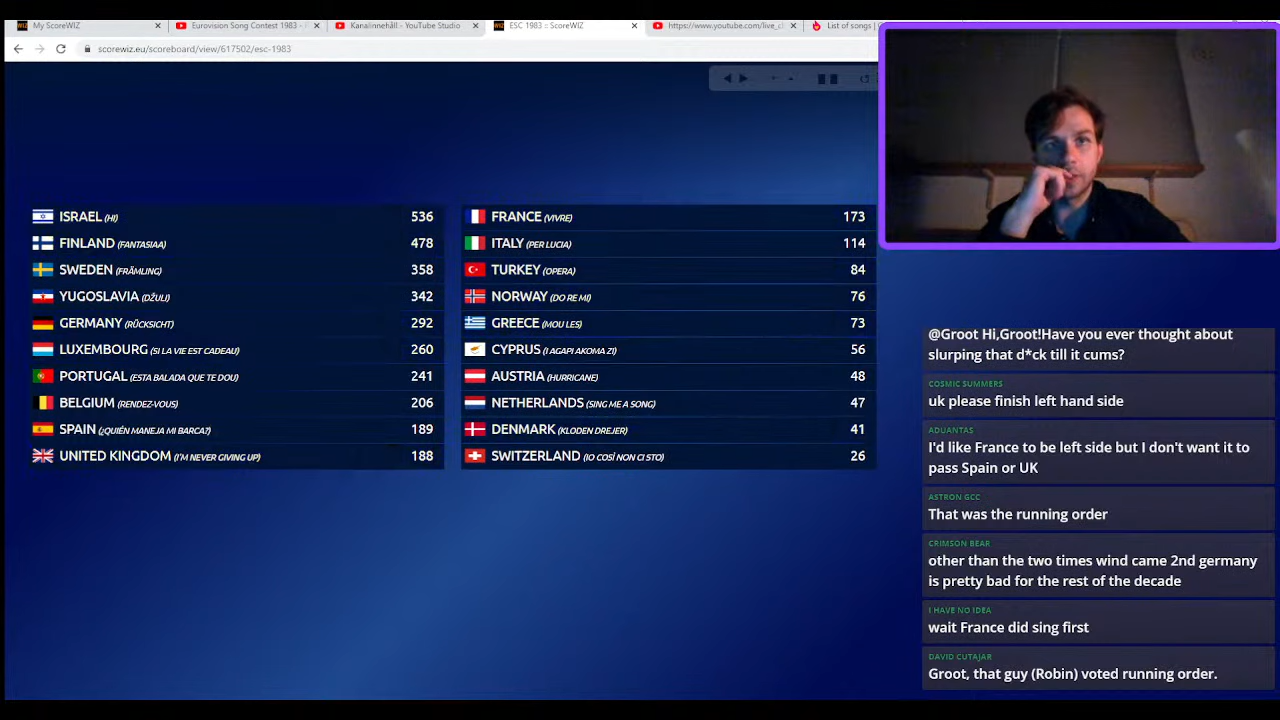 My ScoreWIZ
Eurovision Song Contest 1983 -
Kanalinnehåll - YouTube Studio
ESC 1983 :: ScoreWIZ
https://www.youtube.com/live_c
List of songs |
scorewiz.eu/scoreboard/view/617502/esc-1983
ISRAEL (HI) 536
FINLAND (FANTASIAA) 478
SWEDEN (FRÄMLING) 358
YUGOSLAVIA (DŽULI) 342
GERMANY (RÜCKSICHT) 292
LUXEMBOURG (SI LA VIE EST CADEAU) 260
PORTUGAL (ESTA BALADA QUE TE DOU) 241
BELGIUM (RENDEZ-VOUS) 206
SPAIN (¿QUIÉN MANEJA MI BARCA?) 189
UNITED KINGDOM (I'M NEVER GIVING UP) 188
FRANCE (VIVRE) 173
ITALY (PER LUCIA) 114
TURKEY (OPERA) 84
NORWAY (DO RE MI) 76
GREECE (MOU LES) 73
CYPRUS (I AGAPI AKOMA ZI) 56
AUSTRIA (HURRICANE) 48
NETHERLANDS (SING ME A SONG) 47
DENMARK (KLODEN DREJER) 41
SWITZERLAND (IO COSÌ NON CI STO) 26
@Groot Hi,Groot!Have you ever thought about
slurping that d*ck till it cums?
COSMIC SUMMERS
uk please finish left hand side
ADUANTAS
I'd like France to be left side but I don't want it to
pass Spain or UK
ASTRON GCC
That was the running order
CRIMSON BEAR
other than the two times wind came 2nd germany
is pretty bad for the rest of the decade
I HAVE NO IDEA
wait France did sing first
DAVID CUTAJAR
Groot, that guy (Robin) voted running order.